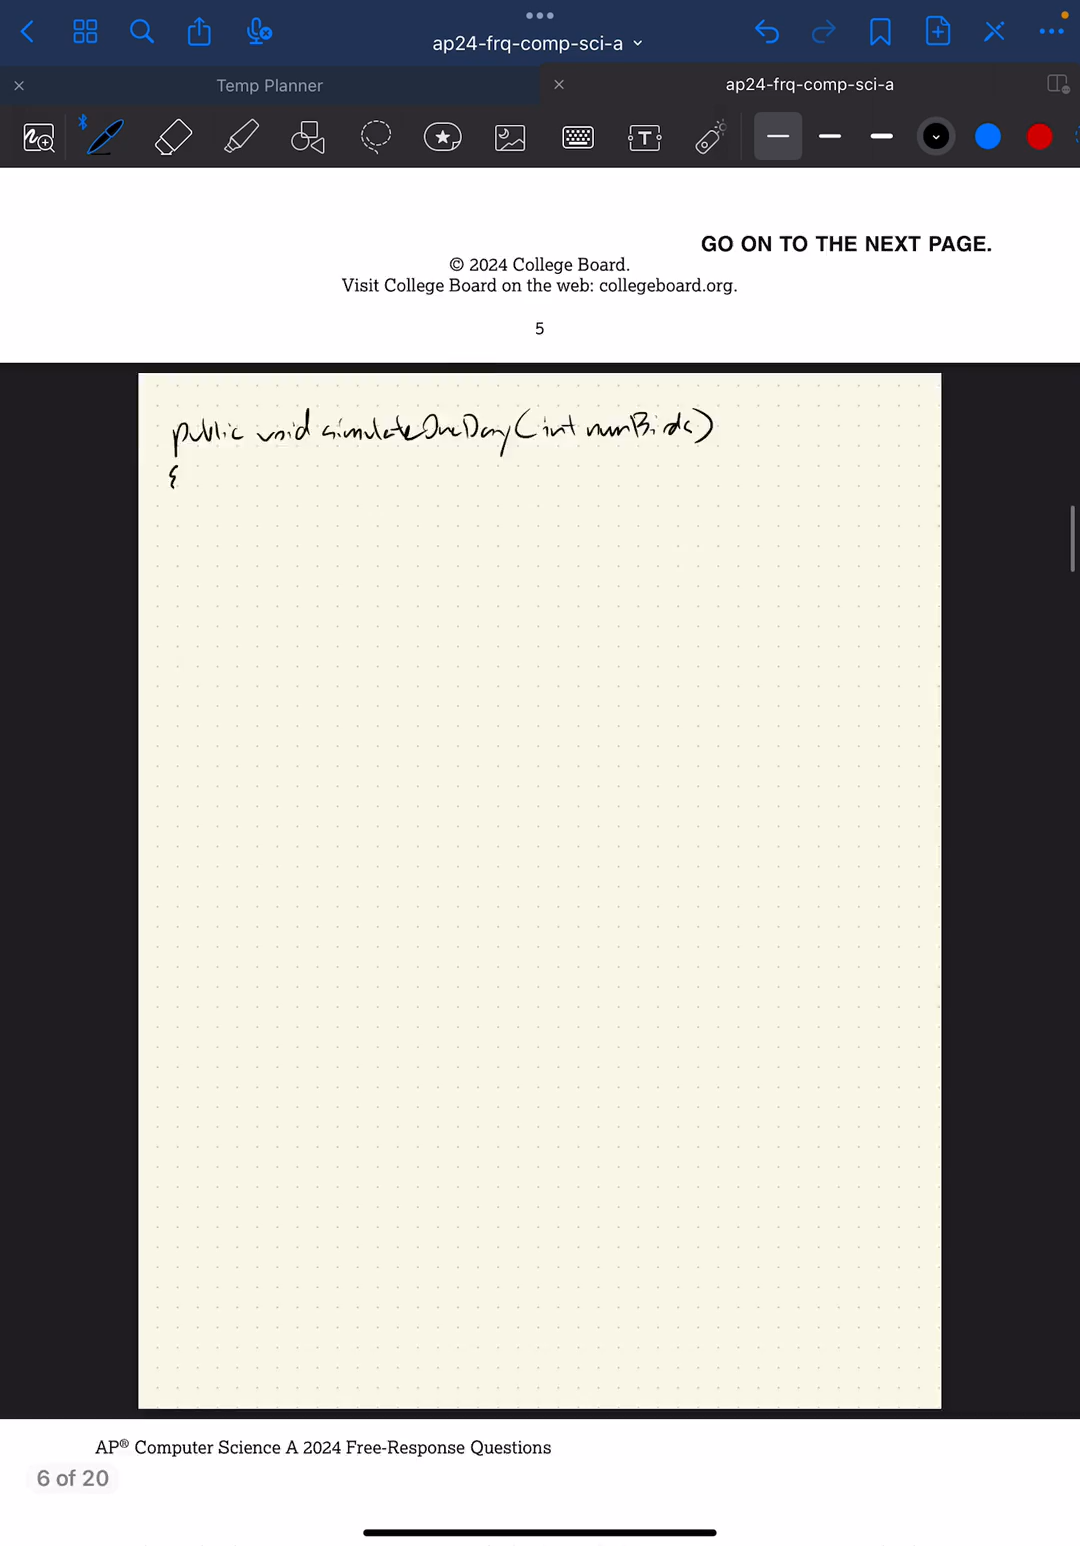 ap24-frq-comp-sci-a
Temp Planner
ap24-frq-comp-sci-a
T
GO ON TO THE NEXT PAGE.
© 2024 College Board.
Visit College Board on the web: collegeboard.org.
5
public void simulateOneDay(int numBirds)
{
AP® Computer Science A 2024 Free-Response Questions
6 of 20